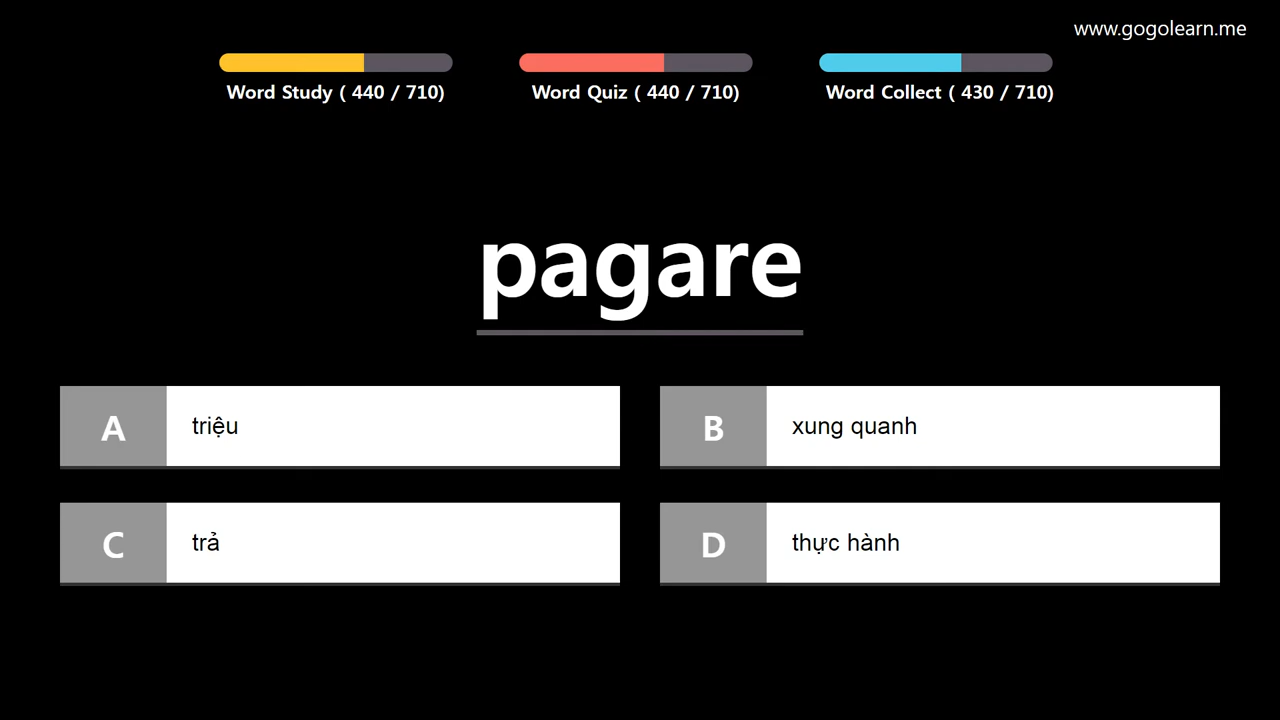 www.gogolearn.me
Word Study ( 440 / 710)
Word Quiz ( 440 / 710)
Word Collect ( 430 / 710)
pagare
A
triệu
B
xung quanh
C
trả
D
thực hành